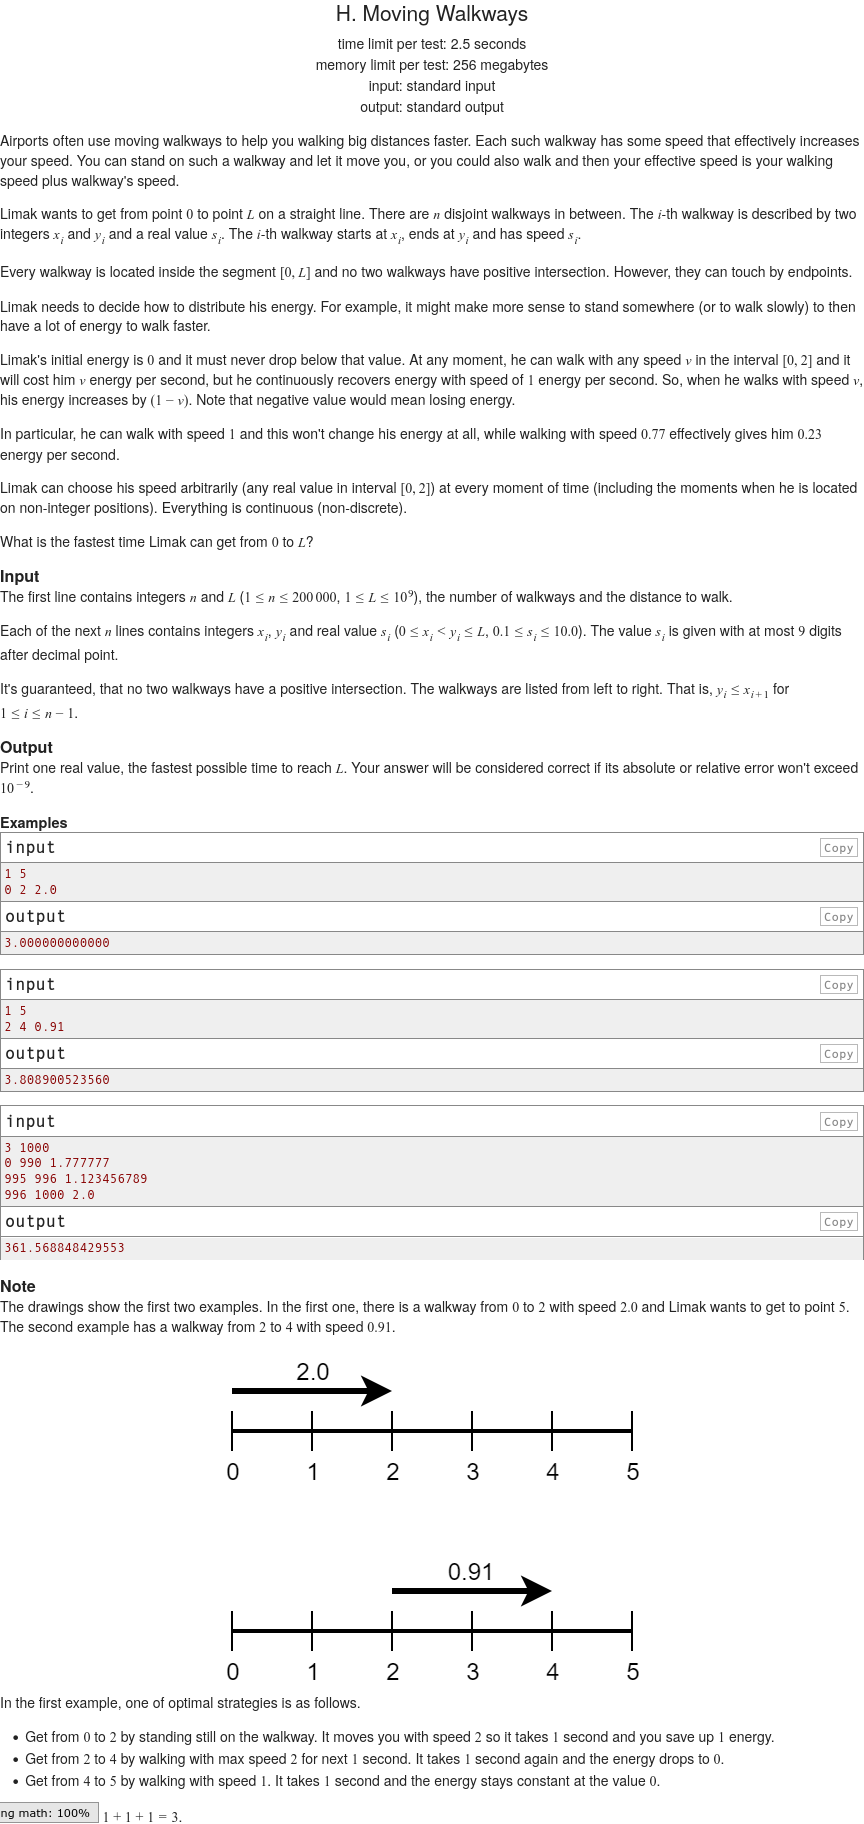 H. Moving Walkways
time limit per test: 2.5 seconds
memory limit per test: 256 megabytes
input: standard input
output: standard output
Airports often use moving walkways to help you walking big distances faster. Each such walkway has some speed that effectively increases
your speed. You can stand on such a walkway and let it move you, or you could also walk and then your effective speed is your walking
speed plus walkway's speed.
Limak wants to get from point 0 to point L on a straight line. There are n disjoint walkways in between. The i-th walkway is described by two
integers x_i and y_i and a real value s_i. The i-th walkway starts at x_i, ends at y_i and has speed s_i.
Every walkway is located inside the segment [0, L] and no two walkways have positive intersection. However, they can touch by endpoints.
Limak needs to decide how to distribute his energy. For example, it might make more sense to stand somewhere (or to walk slowly) to then
have a lot of energy to walk faster.
Limak's initial energy is 0 and it must never drop below that value. At any moment, he can walk with any speed v in the interval [0, 2] and it
will cost him v energy per second, but he continuously recovers energy with speed of 1 energy per second. So, when he walks with speed v,
his energy increases by (1 − v). Note that negative value would mean losing energy.
In particular, he can walk with speed 1 and this won't change his energy at all, while walking with speed 0.77 effectively gives him 0.23
energy per second.
Limak can choose his speed arbitrarily (any real value in interval [0, 2]) at every moment of time (including the moments when he is located
on non-integer positions). Everything is continuous (non-discrete).
What is the fastest time Limak can get from 0 to L?
Input
The first line contains integers n and L (1 ≤ n ≤ 200 000, 1 ≤ L ≤ 10⁹), the number of walkways and the distance to walk.
Each of the next n lines contains integers x_i, y_i and real value s_i (0 ≤ x_i < y_i ≤ L, 0.1 ≤ s_i ≤ 10.0). The value s_i is given with at most 9 digits
after decimal point.
It's guaranteed, that no two walkways have a positive intersection. The walkways are listed from left to right. That is, y_i ≤ x_{i + 1} for
1 ≤ i ≤ n − 1.
Output
Print one real value, the fastest possible time to reach L. Your answer will be considered correct if its absolute or relative error won't exceed
10⁻⁹.
Examples
input
Copy
1 5
0 2 2.0
output
Copy
3.000000000000
input
Copy
1 5
2 4 0.91
output
Copy
3.808900523560
input
Copy
3 1000
0 990 1.777777
995 996 1.123456789
996 1000 2.0
output
Copy
361.568848429553
Note
The drawings show the first two examples. In the first one, there is a walkway from 0 to 2 with speed 2.0 and Limak wants to get to point 5.
The second example has a walkway from 2 to 4 with speed 0.91.
2.0
0 1 2 3 4 5
0.91
0 1 2 3 4 5
In the first example, one of optimal strategies is as follows.
• Get from 0 to 2 by standing still on the walkway. It moves you with speed 2 so it takes 1 second and you save up 1 energy.
• Get from 2 to 4 by walking with max speed 2 for next 1 second. It takes 1 second again and the energy drops to 0.
• Get from 4 to 5 by walking with speed 1. It takes 1 second and the energy stays constant at the value 0.
ng math: 100% 1 + 1 + 1 = 3.